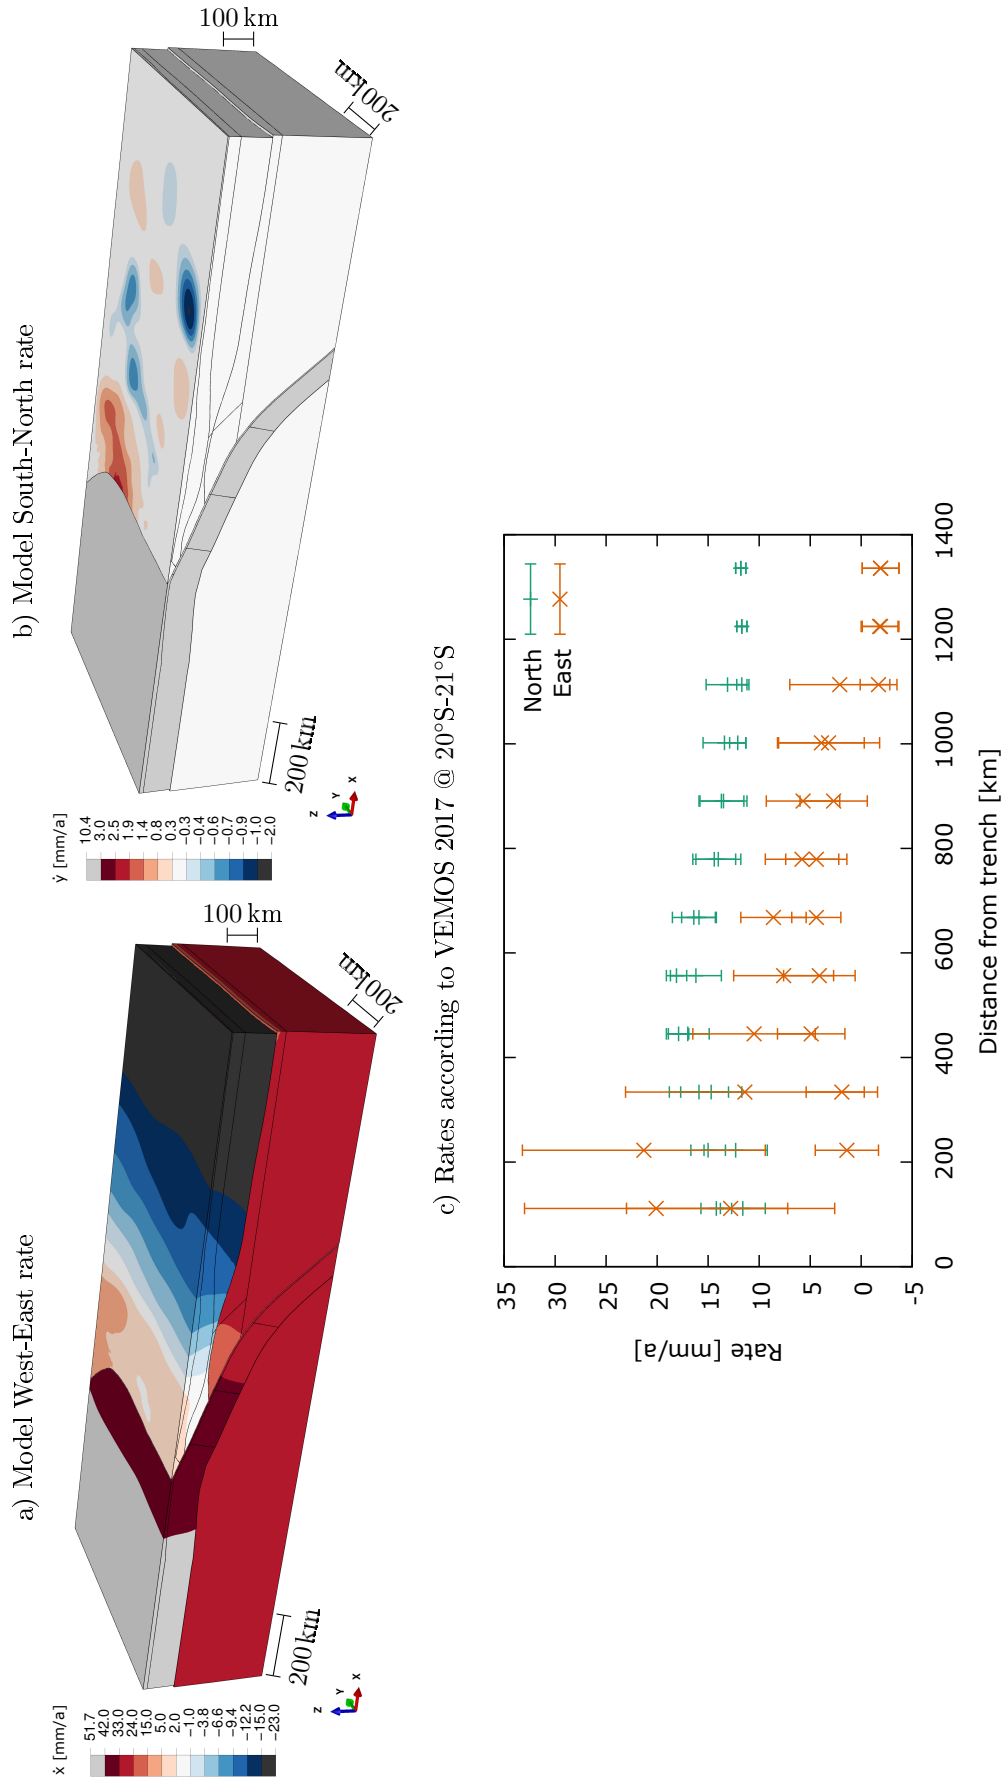 a) Model West-East rate
ẋ [mm/a]
51.7
42.0
33.0
24.0
15.0
5.0
2.0
−1.0
−3.8
−6.6
−9.4
−12.2
−15.0
−23.0
Z
Y
X
200 km
200 km
100 km
b) Model South-North rate
ẏ [mm/a]
10.4
3.0
2.5
1.9
1.4
0.8
0.3
−0.3
−0.4
−0.6
−0.7
−0.9
−1.0
−2.0
Z
Y
X
200 km
200 km
100 km
c) Rates according to VEMOS 2017 @ 20°S-21°S
North
East
Rate [mm/a]
35
30
25
20
15
10
5
0
-5
0 200 400 600 800 1000 1200 1400
Distance from trench [km]